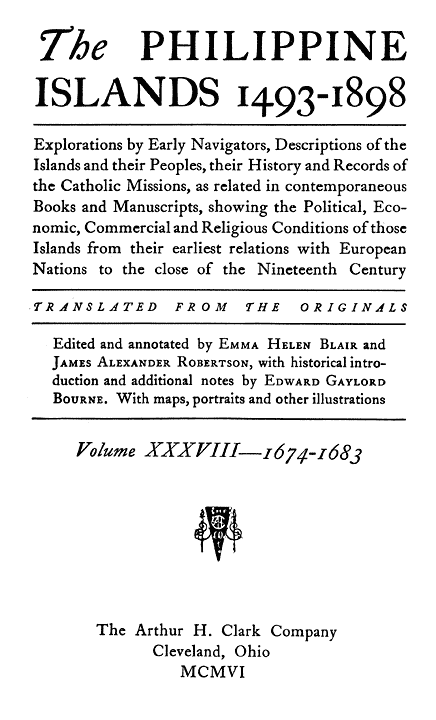 The PHILIPPINE
ISLANDS 1493-1898
Explorations by Early Navigators, Descriptions of the
Islands and their Peoples, their History and Records of
the Catholic Missions, as related in contemporaneous
Books and Manuscripts, showing the Political, Eco-
nomic, Commercial and Religious Conditions of those
Islands from their earliest relations with European
Nations to the close of the Nineteenth Century
TRANSLATED FROM THE ORIGINALS
Edited and annotated by EMMA HELEN BLAIR and
JAMES ALEXANDER ROBERTSON, with historical intro-
duction and additional notes by EDWARD GAYLORD
BOURNE. With maps, portraits and other illustrations
Volume XXXVIII—1674-1683
The Arthur H. Clark Company
Cleveland, Ohio
MCMVI